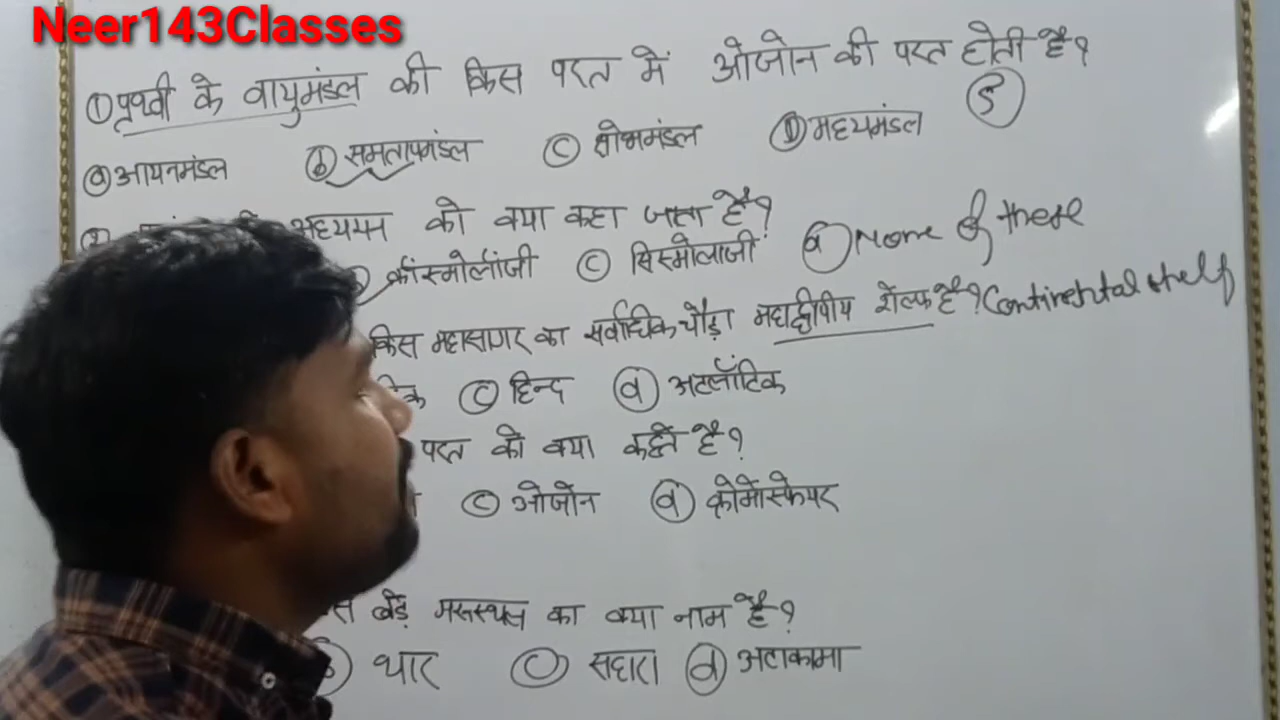 Neer143Classes
① पृथ्वी के वायुमंडल की किस परत में ओजोन की परत होती है?
ⓐ आयनमंडल ⓑ समतापमंडल ⓒ क्षोभमंडल Ⓓ मध्यमंडल
अध्ययन को क्या कहा जाता है?
क्रांस्मोलॉजी ⓒ सिस्मोलाजी ⓓ None of these
किस महासागर का सर्वाधिक चौड़ा महाद्वीपीय शेल्फ है? Continental shelf
ⓒ हिन्द ⓓ अटलांटिक
परत को क्या कहते है?
ⓒ ओजोन ⓓ क्रोमोस्फेयर
बड़े मरुस्थल का क्या नाम है?
ⓑ थार ⓒ सहारा ⓓ अटाकामा